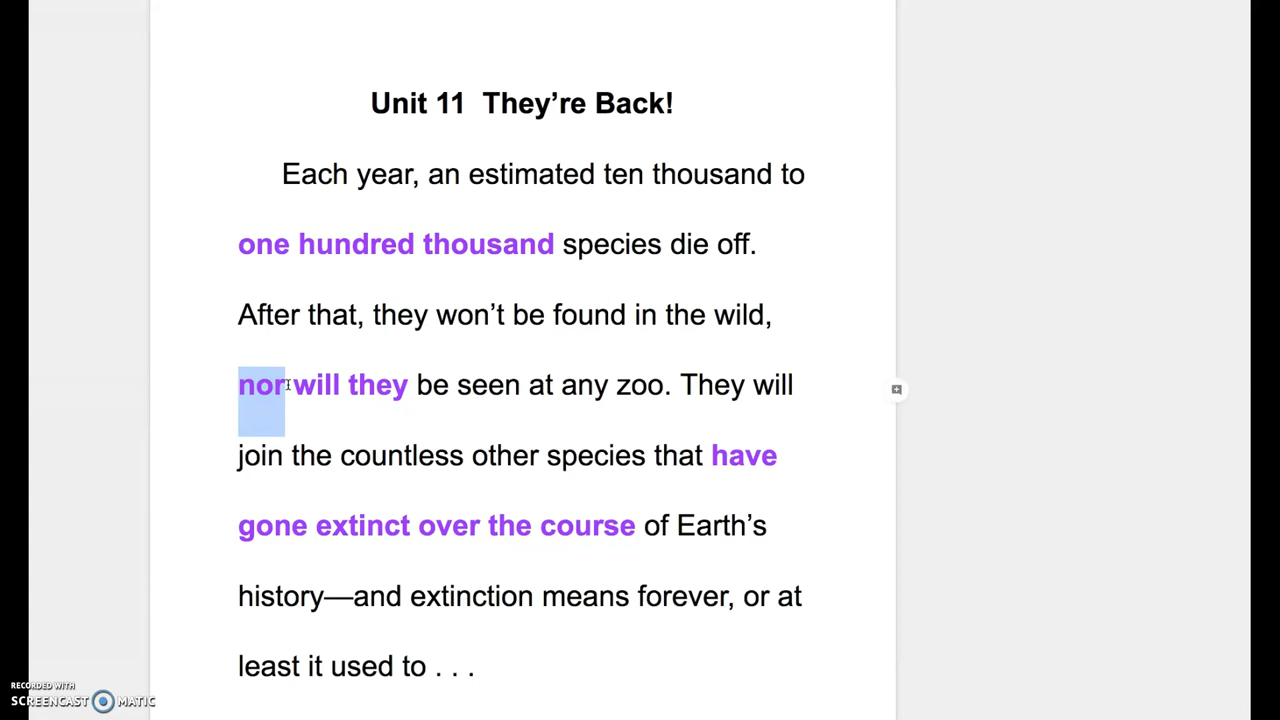 Unit 11  They’re Back!
Each year, an estimated ten thousand to
one hundred thousand species die off.
After that, they won’t be found in the wild,
nor will they be seen at any zoo. They will
join the countless other species that have
gone extinct over the course of Earth’s
history—and extinction means forever, or at
least it used to . . .
RECORDED WITH
SCREENCAST MATIC